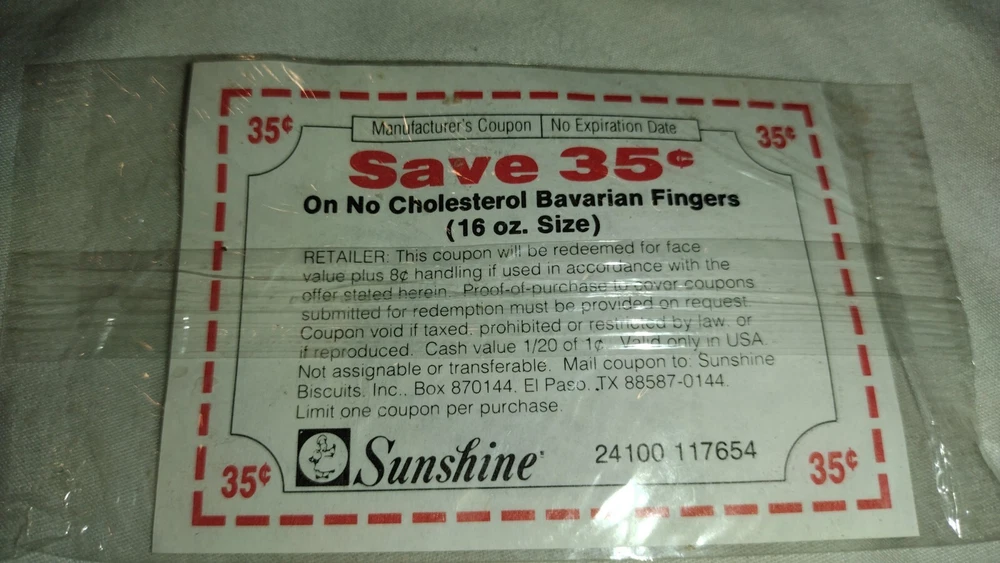 35¢
Manufacturer's Coupon | No Expiration Date
35¢
Save 35¢
On No Cholesterol Bavarian Fingers
(16 oz. Size)
RETAILER: This coupon will be redeemed for face
value plus 8¢ handling if used in accordance with the
offer stated herein. Proof-of-purchase to cover coupons
submitted for redemption must be provided on request.
Coupon void if taxed, prohibited or restricted by law, or
if reproduced. Cash value 1/20 of 1¢. Valid only in USA.
Not assignable or transferable. Mail coupon to: Sunshine
Biscuits, Inc., Box 870144, El Paso, TX 88587-0144.
Limit one coupon per purchase.
35¢
Sunshine
24100 117654
35¢